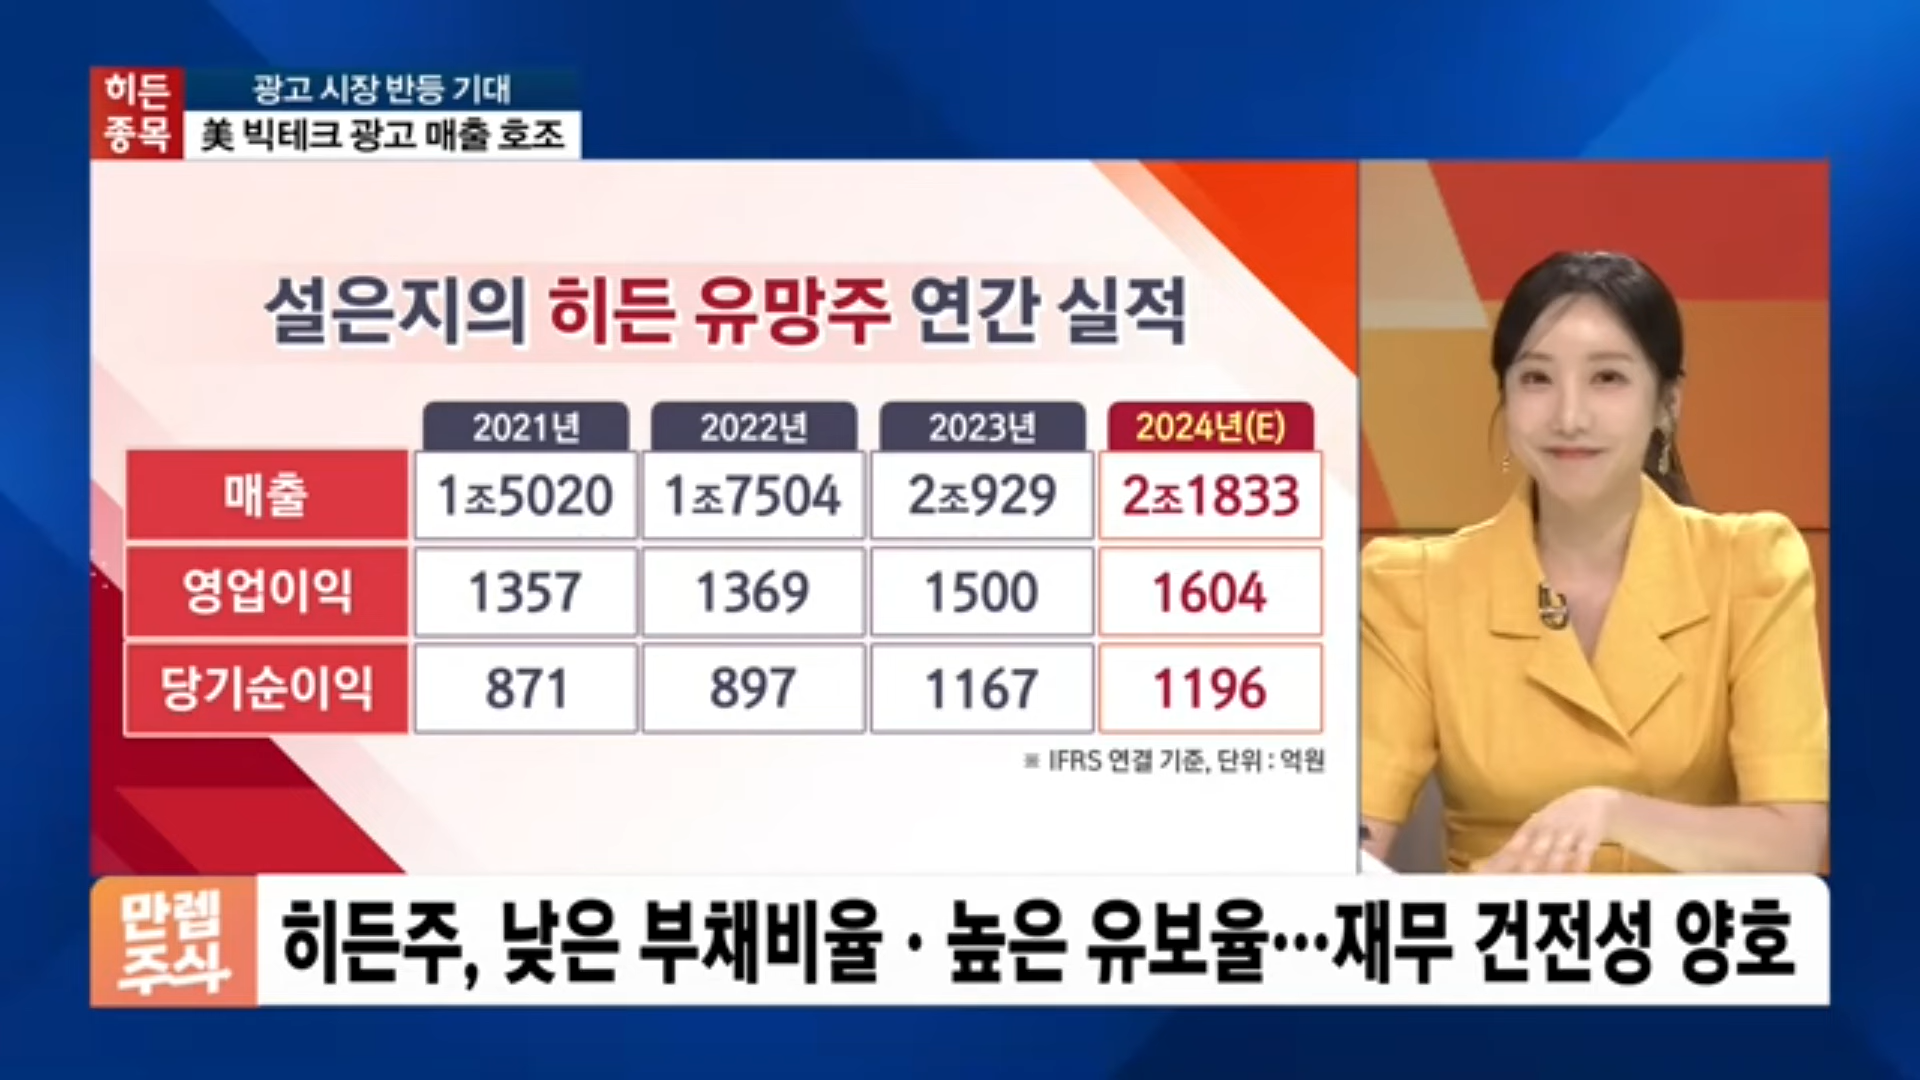 히든
종목
광고 시장 반등 기대
美 빅테크 광고 매출 호조
설은지의 히든 유망주 연간 실적
2021년 2022년 2023년 2024년(E)
매출 1조5020 1조7504 2조929 2조1833
영업이익 1357 1369 1500 1604
당기순이익 871 897 1167 1196
※ IFRS 연결 기준, 단위 : 억원
만렙
주식
히든주, 낮은 부채비율 · 높은 유보율…재무 건전성 양호